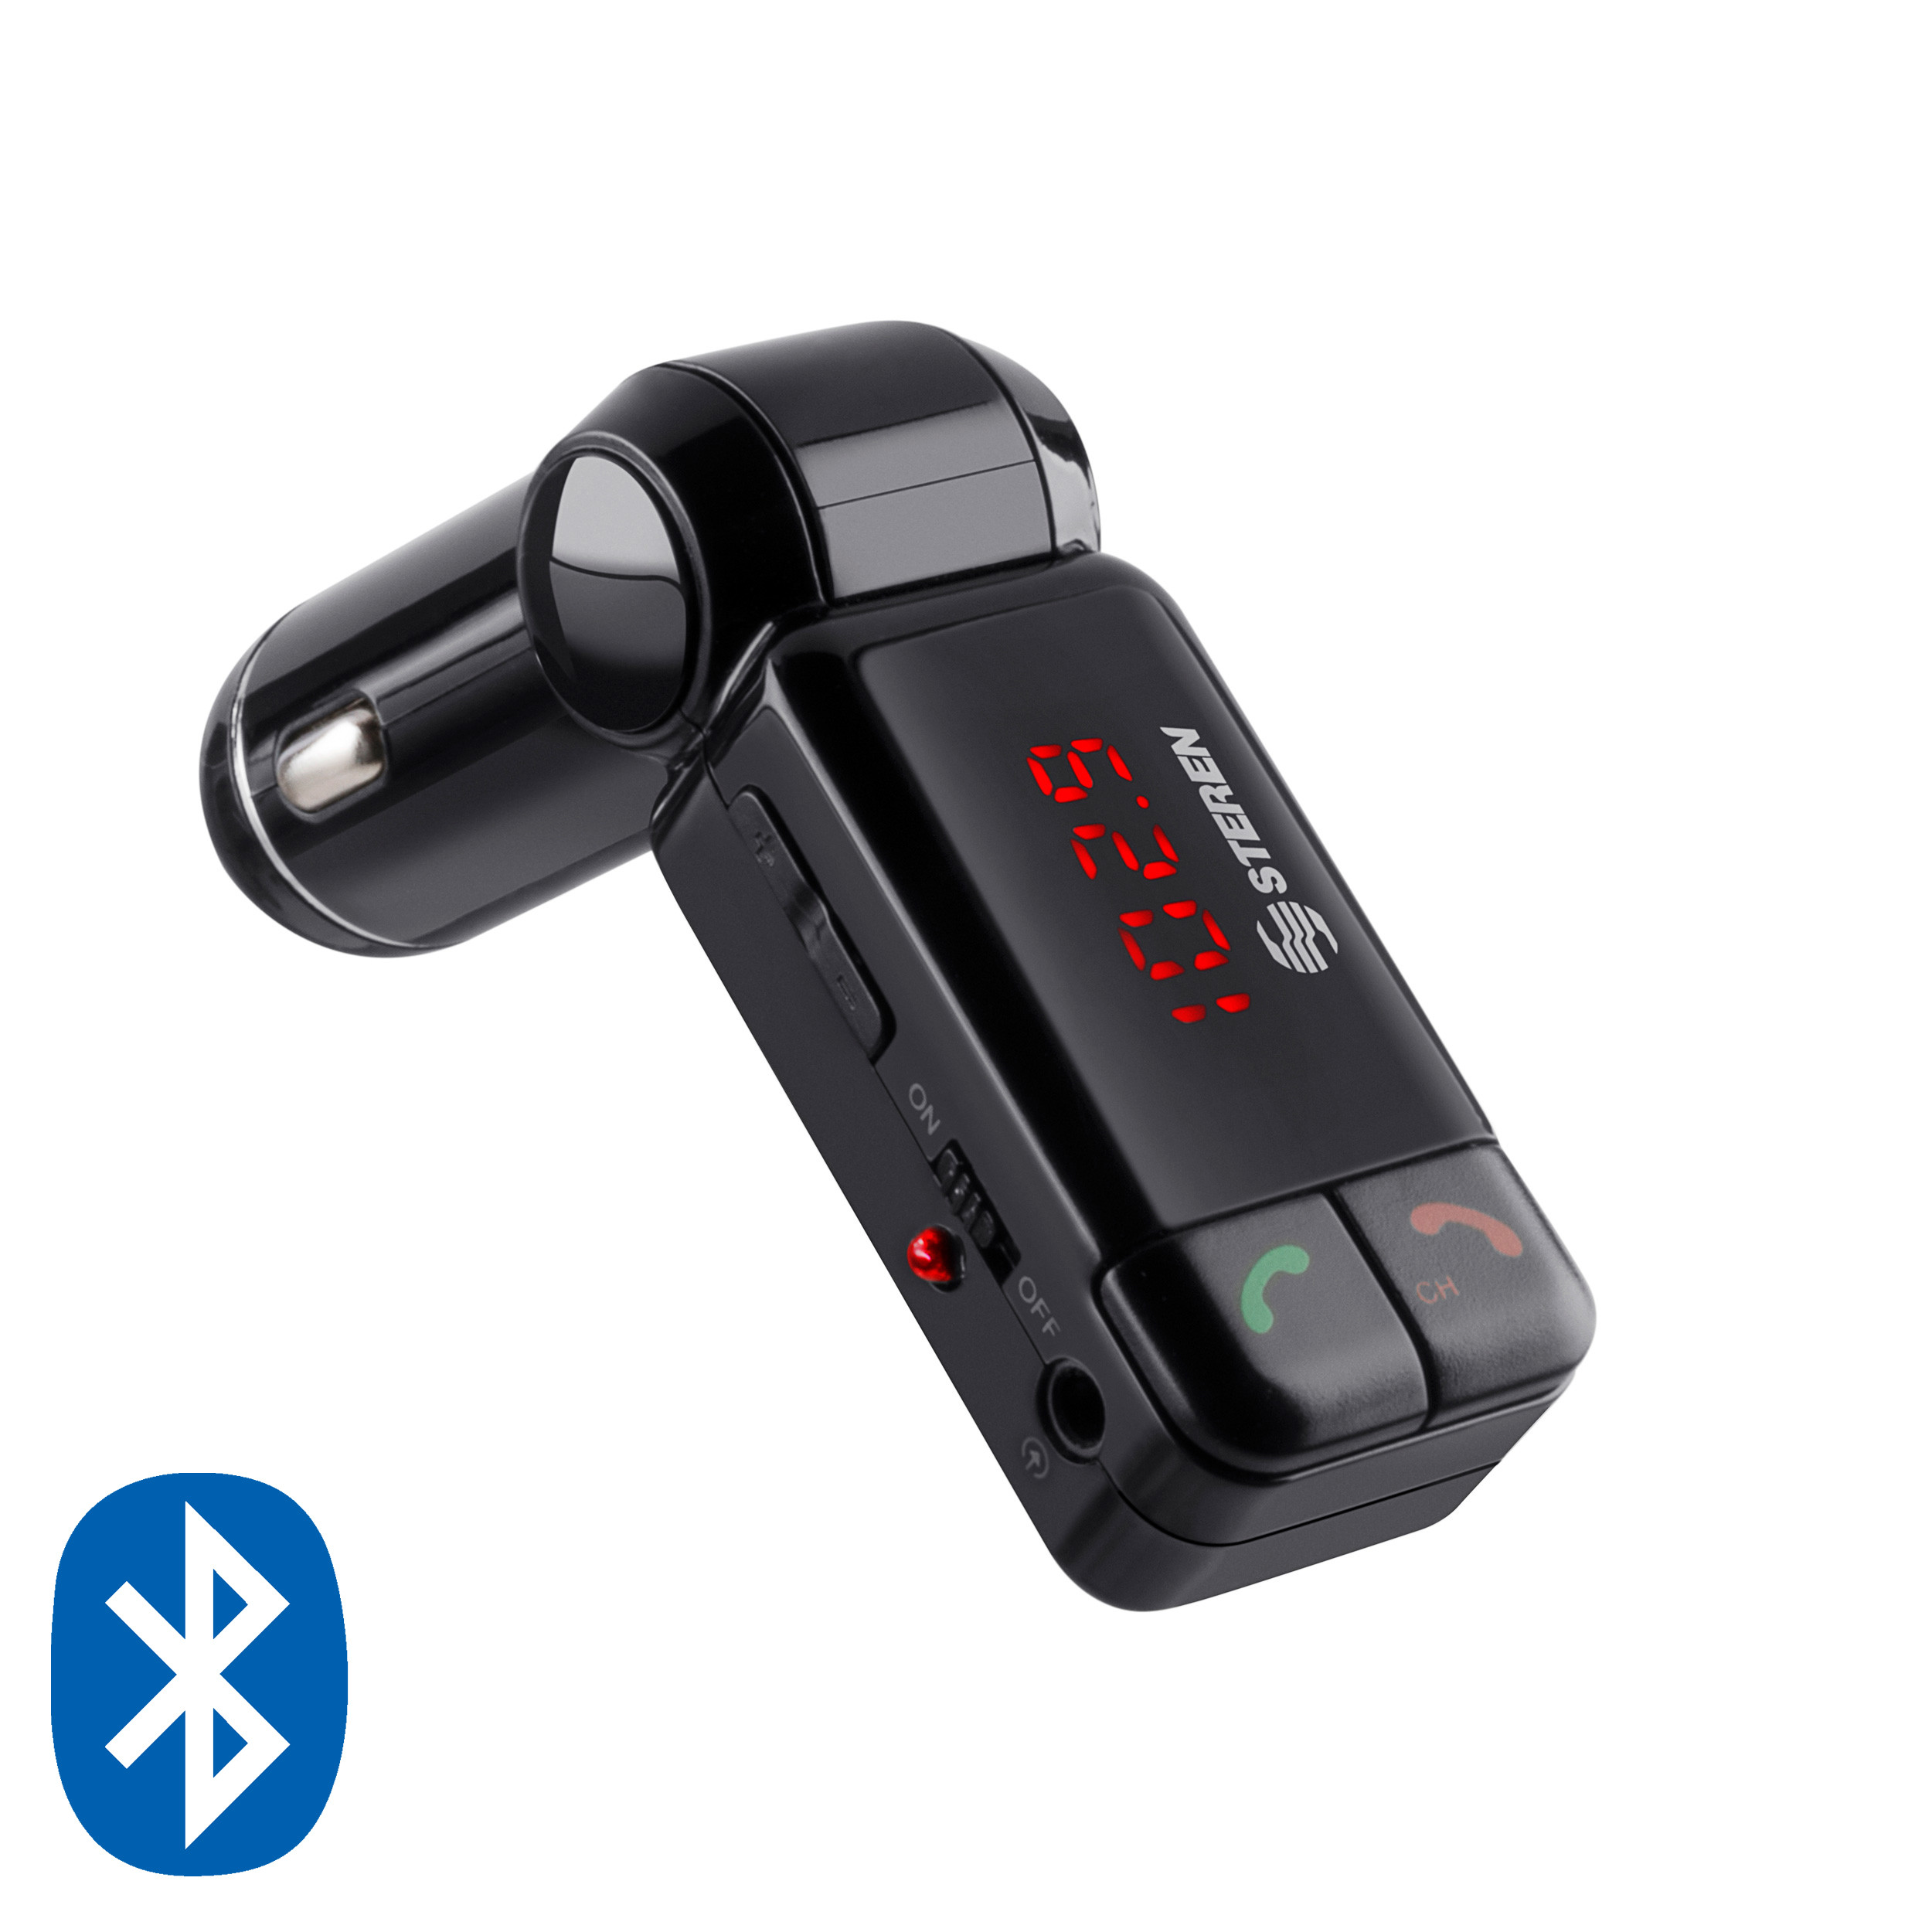 102.9
STEREN
+
−
ON
OFF
CH